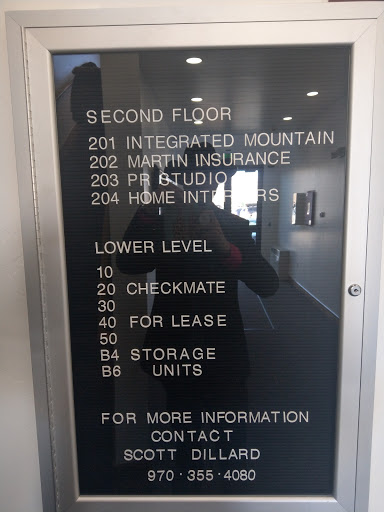 SECOND FLOOR
201 INTEGRATED MOUNTAIN
202 MARTIN INSURANCE
203 PR STUDIO
204 HOME INTERIORS
LOWER LEVEL
10
20 CHECKMATE
30
40 FOR LEASE
50
B4 STORAGE
B6 UNITS
FOR MORE INFORMATION
CONTACT
SCOTT DILLARD
970·355·4080